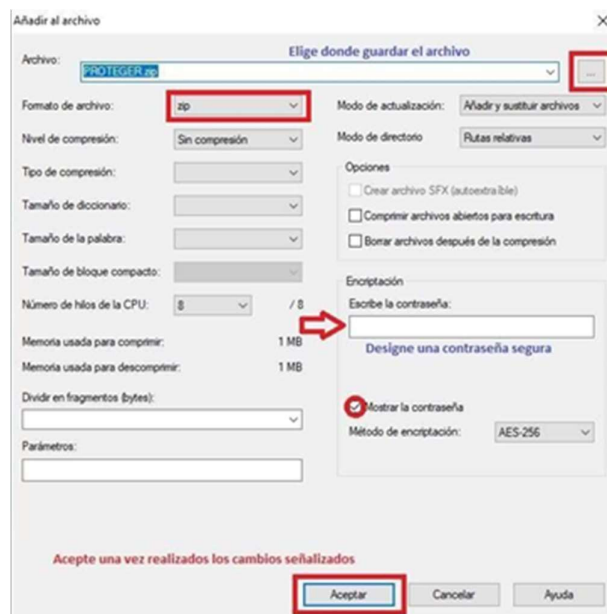 Añadir al archivo
Elige donde guardar el archivo
Archivo:
PROTEGER.zip
...
Formato de archivo: zip
Modo de actualización: Añadir y sustituir archivos
Nivel de compresión: Sin compresión
Modo de directorio Rutas relativas
Tipo de compresión:
Opciones
Crear archivo SFX (autoextraíble)
Tamaño de diccionario:
Comprimir archivos abiertos para escritura
Tamaño de la palabra:
Borrar archivos después de la compresión
Tamaño de bloque compacto:
Encriptación
Número de hilos de la CPU: 8 / 8
Escribe la contraseña:
Memoria usada para comprimir: 1 MB
Designe una contraseña segura
Memoria usada para descomprimir: 1 MB
Dividir en fragmentos (bytes):
Mostrar la contraseña
Método de encriptación: AES-256
Parámetros:
Acepte una vez realizados los cambios señalizados
Aceptar Cancelar Ayuda